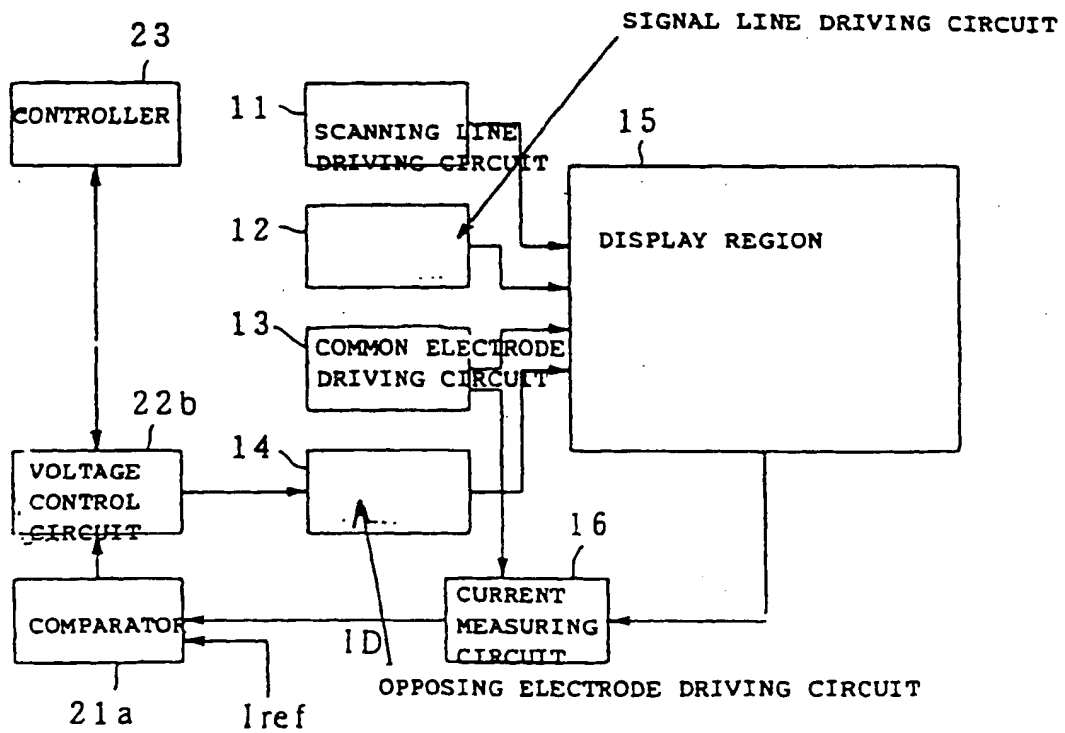 SIGNAL LINE DRIVING CIRCUIT
23
CONTROLLER
11
SCANNING LINE
DRIVING CIRCUIT
15
DISPLAY REGION
12
13
COMMON ELECTRODE
DRIVING CIRCUIT
22b
VOLTAGE
CONTROL
CIRCUIT
14
16
CURRENT
MEASURING
CIRCUIT
COMPARATOR
ID
OPPOSING ELECTRODE DRIVING CIRCUIT
21a
Iref